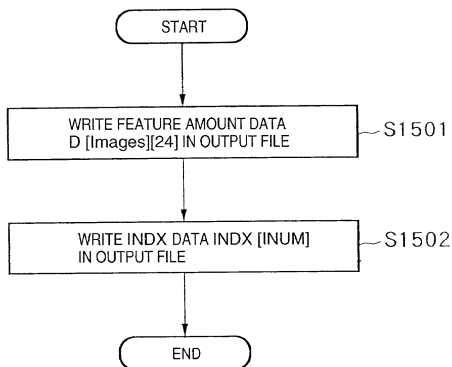 START
WRITE FEATURE AMOUNT DATA
D [Images][24] IN OUTPUT FILE
S1501
WRITE INDX DATA INDX [INUM]
IN OUTPUT FILE
S1502
END